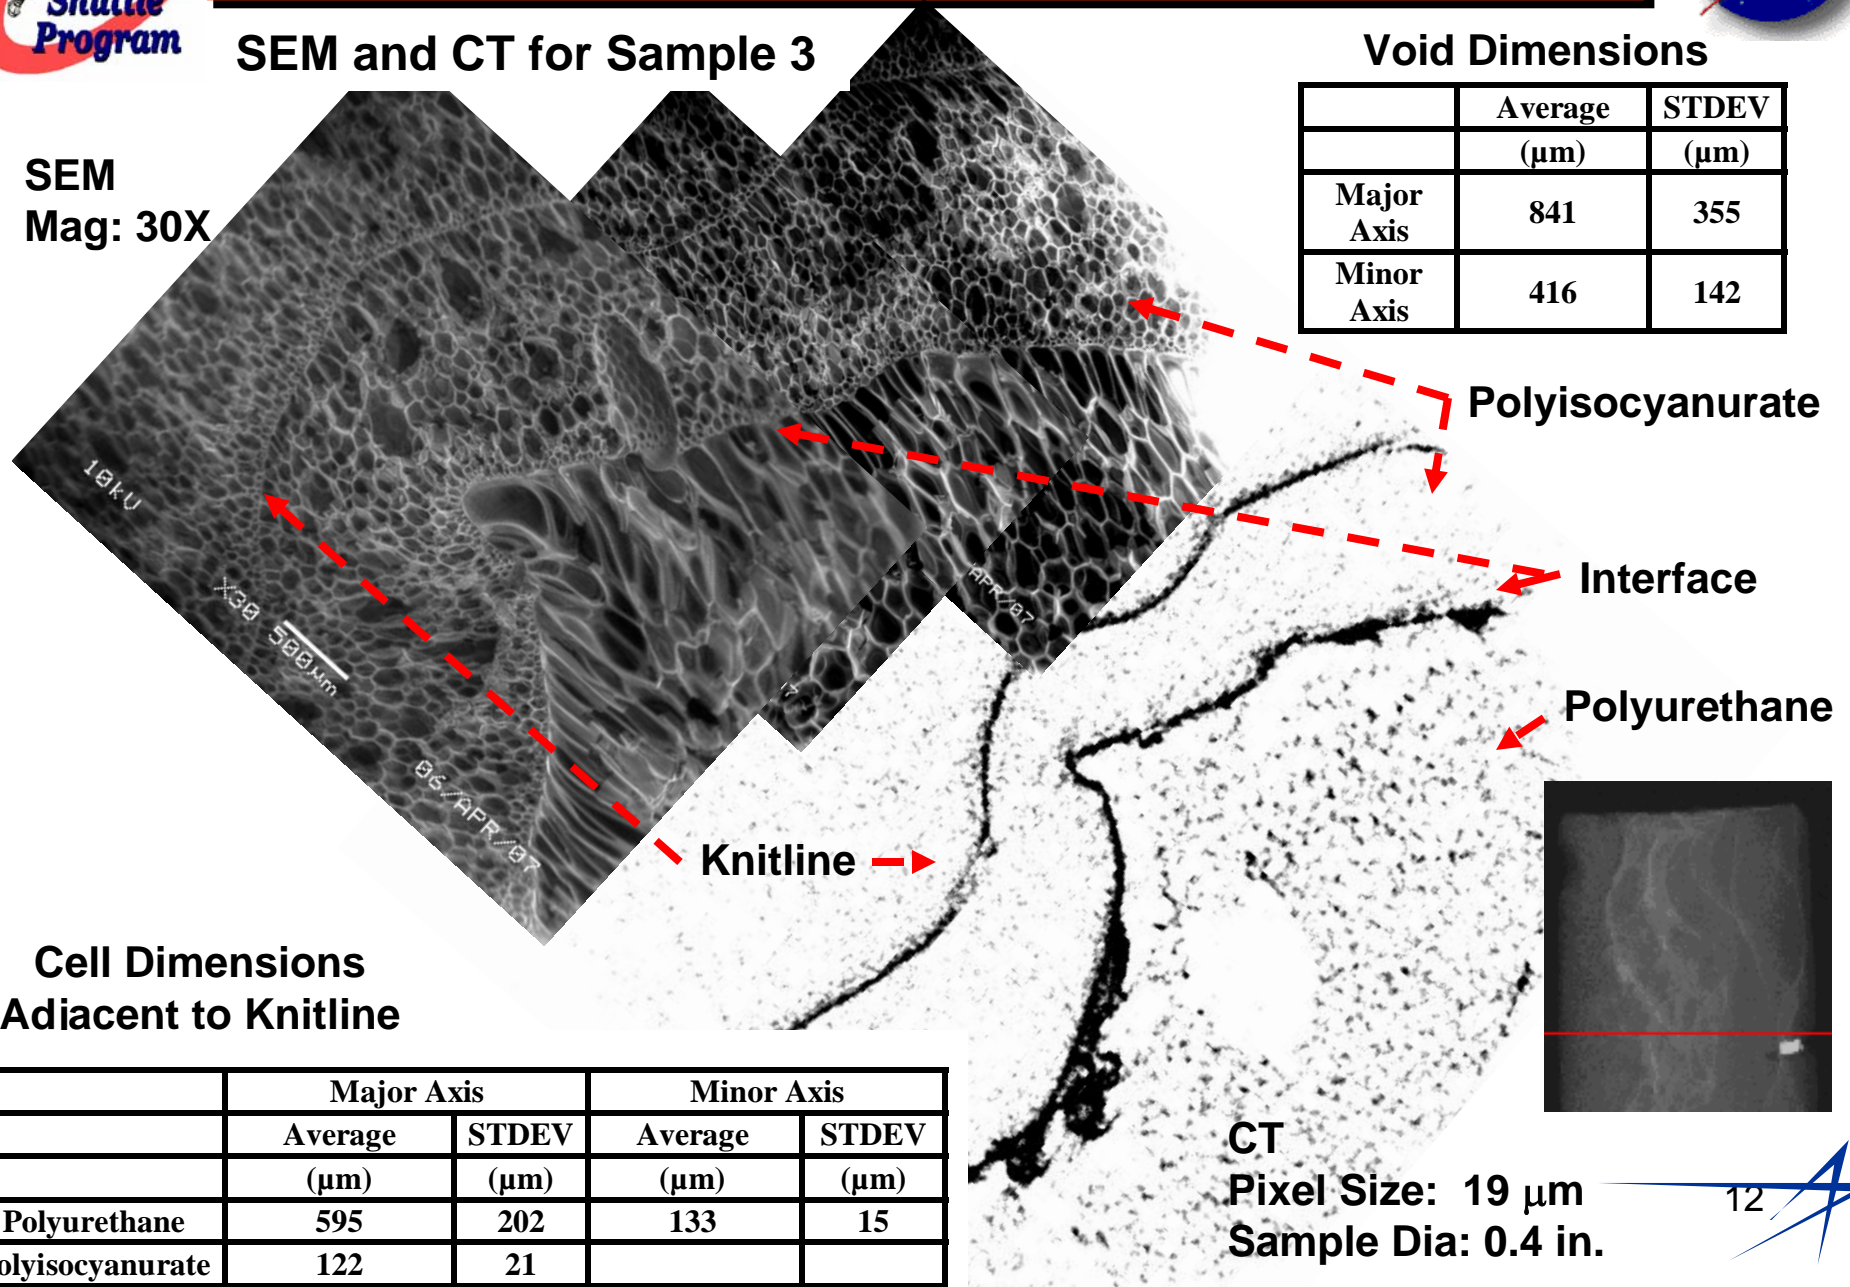 Shuttle
Program
SEM and CT for Sample 3
SEM
Mag: 30X
Void Dimensions
Average STDEV
(µm) (µm)
Major Axis 841 355
Minor Axis 416 142
Polyisocyanurate
Interface
Polyurethane
Knitline
10kV
X30 500µm
06/APR/07
APR/07
17
Cell Dimensions
Adjacent to Knitline
Major Axis Minor Axis
Average STDEV Average STDEV
(µm) (µm) (µm) (µm)
Polyurethane 595 202 133 15
olyisocyanurate 122 21
CT
Pixel Size: 19 µm
Sample Dia: 0.4 in.
12